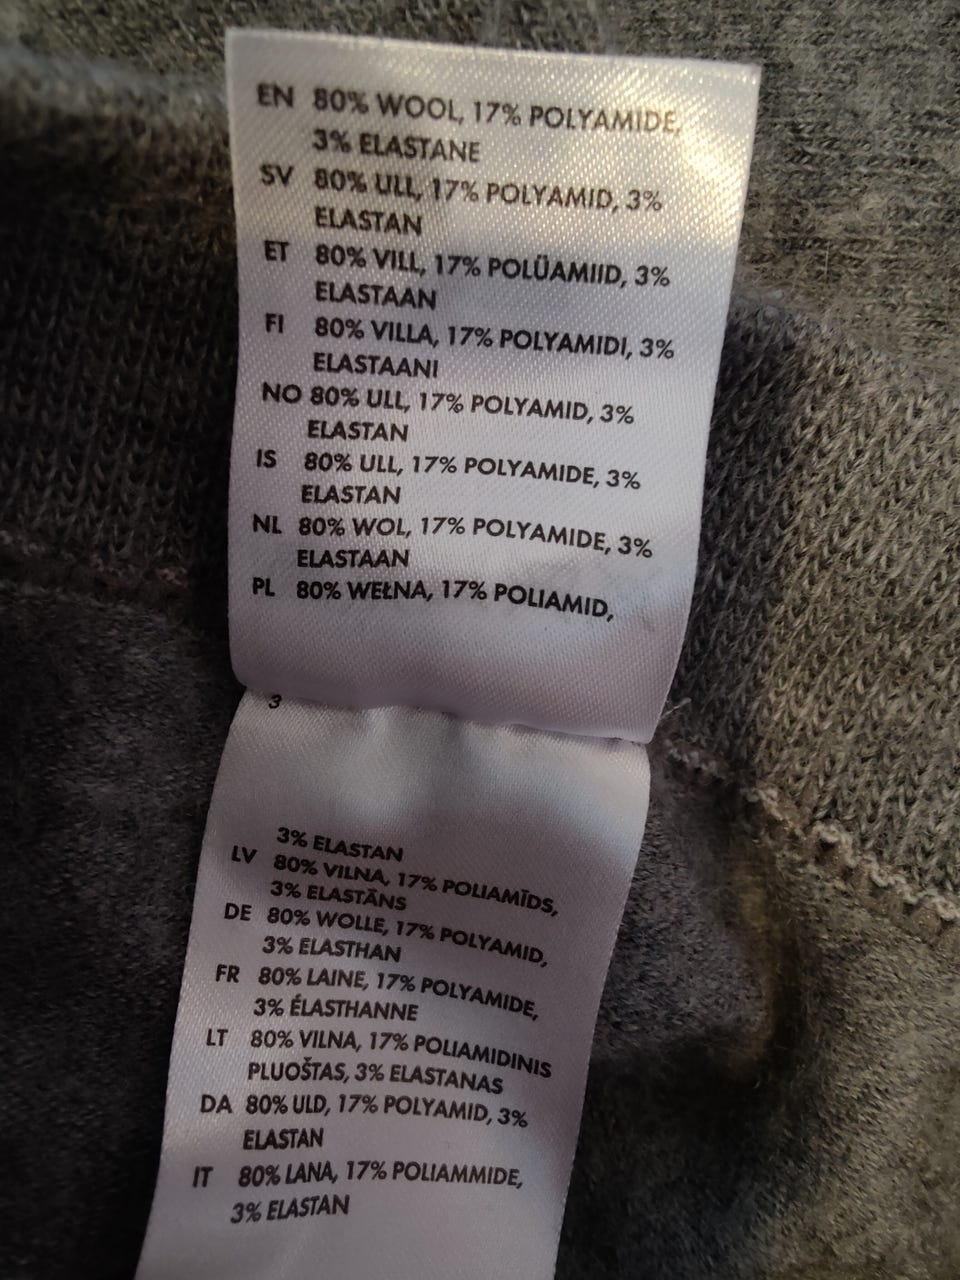 EN 80% WOOL, 17% POLYAMIDE,
3% ELASTANE
SV 80% ULL, 17% POLYAMID, 3%
ELASTAN
ET 80% VILL, 17% POLÜAMIID, 3%
ELASTAAN
FI 80% VILLA, 17% POLYAMIDI, 3%
ELASTAANI
NO 80% ULL, 17% POLYAMID, 3%
ELASTAN
IS 80% ULL, 17% POLYAMIDE, 3%
ELASTAN
NL 80% WOL, 17% POLYAMIDE, 3%
ELASTAAN
PL 80% WEŁNA, 17% POLIAMID,
3
3% ELASTAN
LV 80% VILNA, 17% POLIAMĪDS,
3% ELASTĀNS
DE 80% WOLLE, 17% POLYAMID,
3% ELASTHAN
FR 80% LAINE, 17% POLYAMIDE,
3% ÉLASTHANNE
LT 80% VILNA, 17% POLIAMIDINIS
PLUOŠTAS, 3% ELASTANAS
DA 80% ULD, 17% POLYAMID, 3%
ELASTAN
IT 80% LANA, 17% POLIAMMIDE,
3% ELASTAN